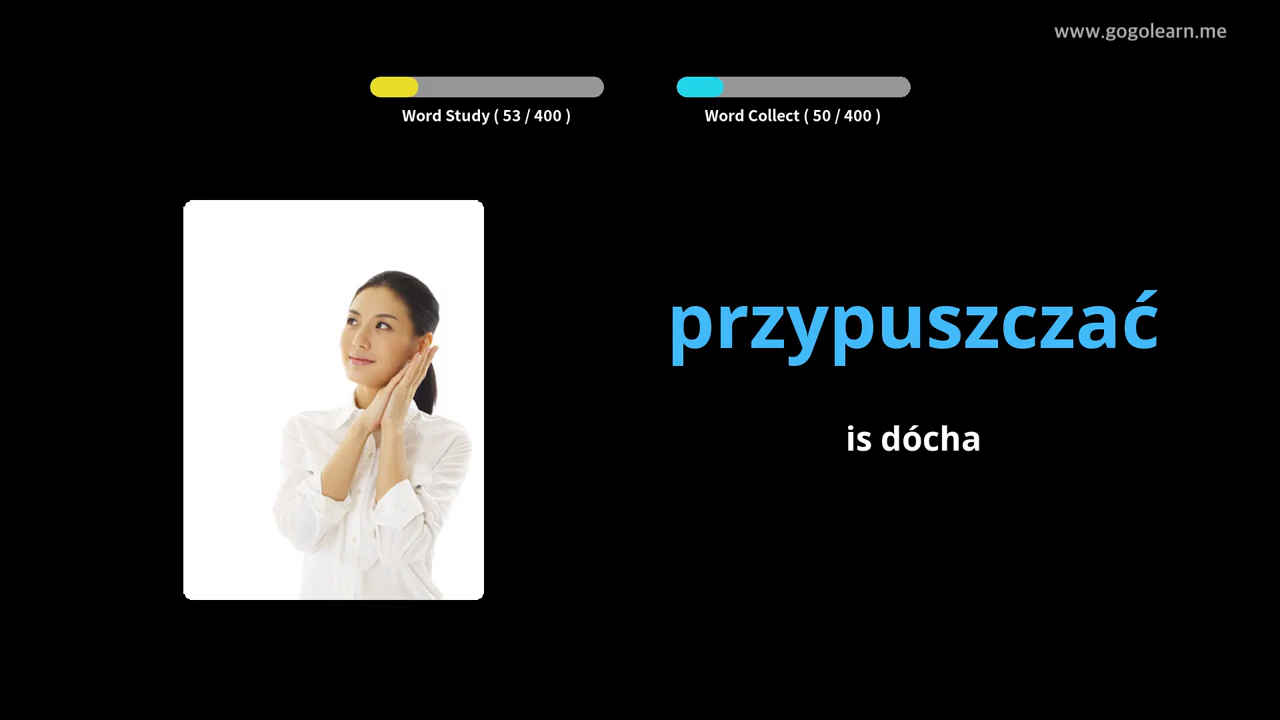 www.gogolearn.me
Word Study ( 53 / 400 )
Word Collect ( 50 / 400 )
przypuszczać
is dócha